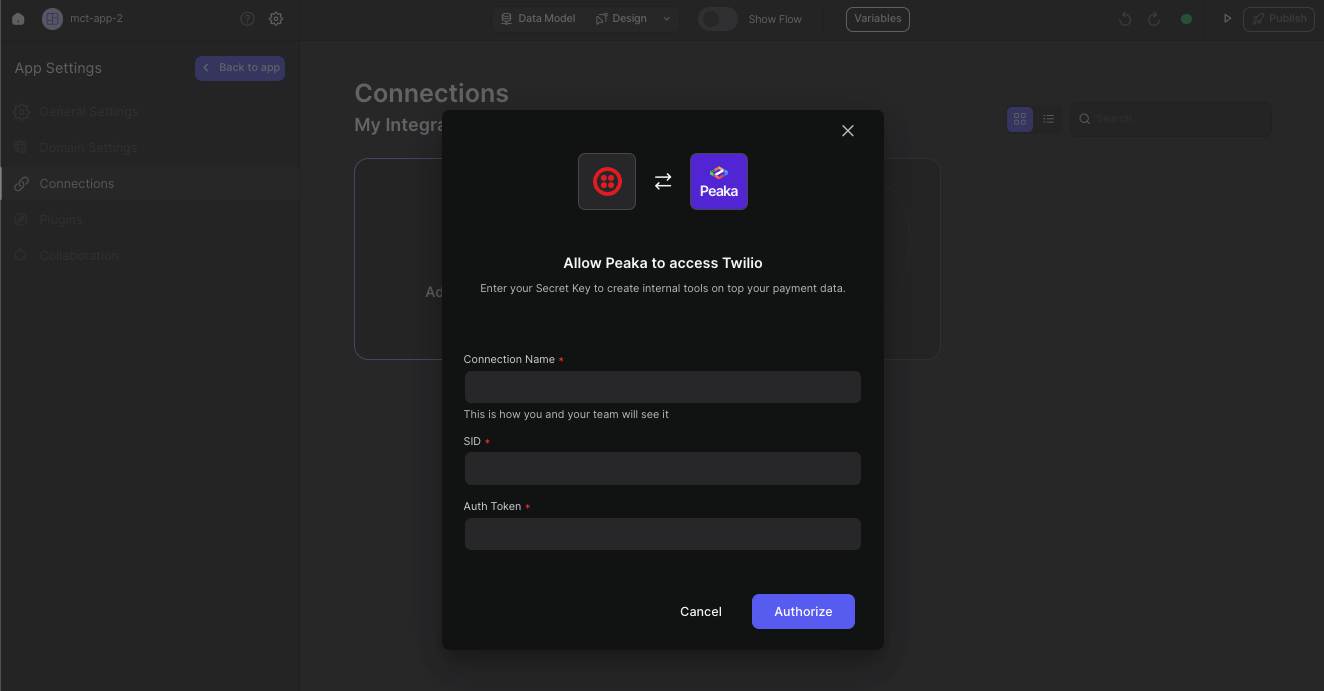 mct-app-2
Data Model
Design
Show Flow
Variables
Publish
App Settings
Back to app
General Settings
Domain Settings
Connections
Plugins
Collaboration
Connections
My Integra
Search
Ad
Peaka
Allow Peaka to access Twilio
Enter your Secret Key to create internal tools on top your payment data.
Connection Name *
This is how you and your team will see it
SID *
Auth Token *
Cancel
Authorize